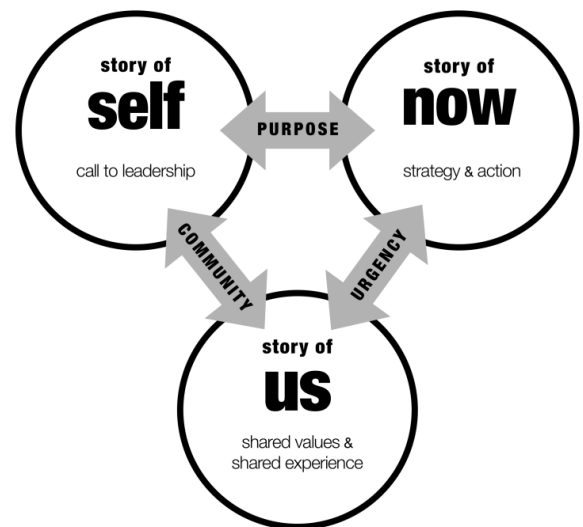 story of
self
call to leadership
PURPOSE
story of
now
strategy & action
COMMUNITY
URGENCY
story of
us
shared values &
shared experience